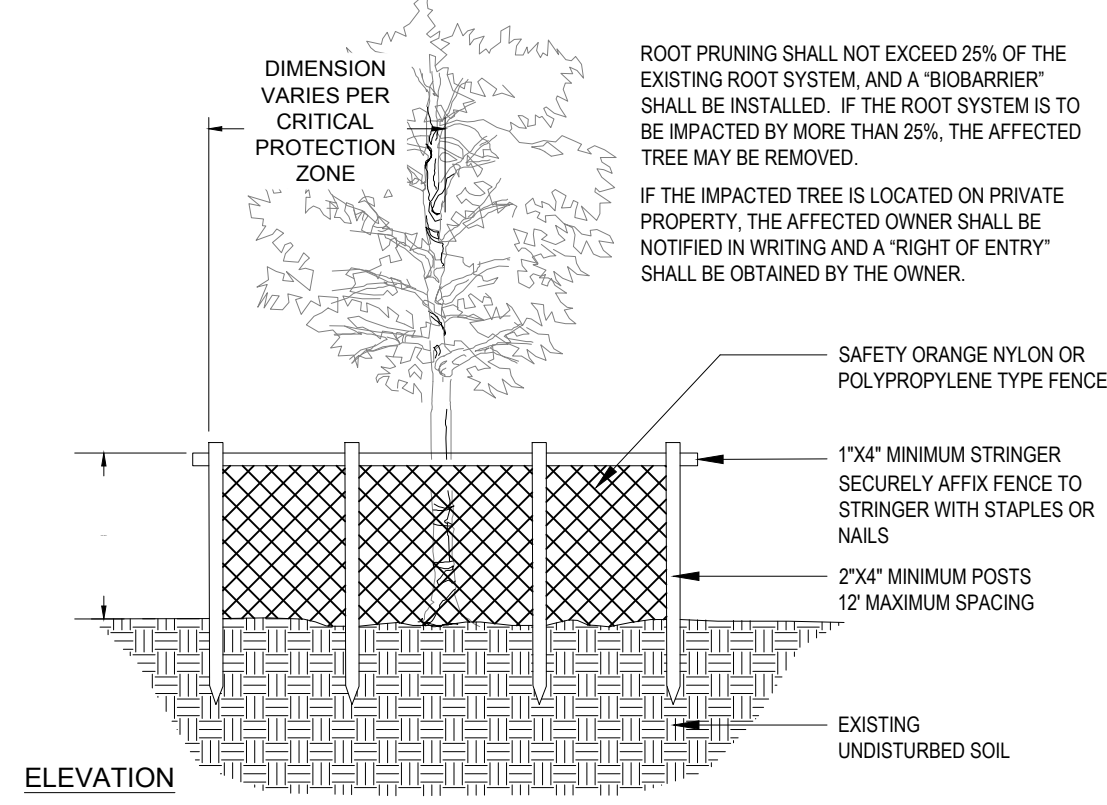 DIMENSION
VARIES PER
CRITICAL
PROTECTION
ZONE
ROOT PRUNING SHALL NOT EXCEED 25% OF THE
EXISTING ROOT SYSTEM, AND A “BIOBARRIER”
SHALL BE INSTALLED.  IF THE ROOT SYSTEM IS TO
BE IMPACTED BY MORE THAN 25%, THE AFFECTED
TREE MAY BE REMOVED.
IF THE IMPACTED TREE IS LOCATED ON PRIVATE
PROPERTY, THE AFFECTED OWNER SHALL BE
NOTIFIED IN WRITING AND A “RIGHT OF ENTRY”
SHALL BE OBTAINED BY THE OWNER.
SAFETY ORANGE NYLON OR
POLYPROPYLENE TYPE FENCE
1"X4" MINIMUM STRINGER
SECURELY AFFIX FENCE TO
STRINGER WITH STAPLES OR
NAILS
2"X4" MINIMUM POSTS
12' MAXIMUM SPACING
EXISTING
UNDISTURBED SOIL
ELEVATION